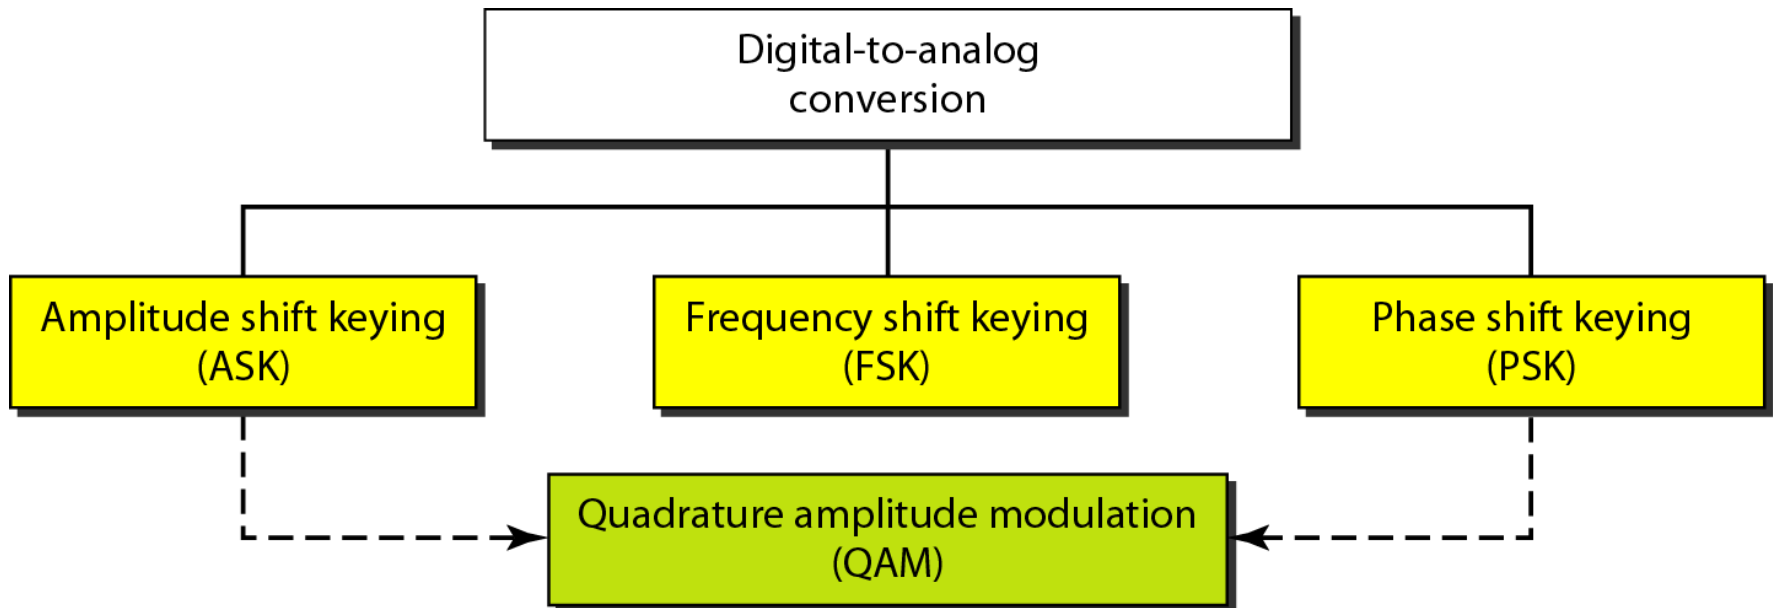 Digital-to-analog
conversion
Amplitude shift keying
(ASK)
Frequency shift keying
(FSK)
Phase shift keying
(PSK)
Quadrature amplitude modulation
(QAM)